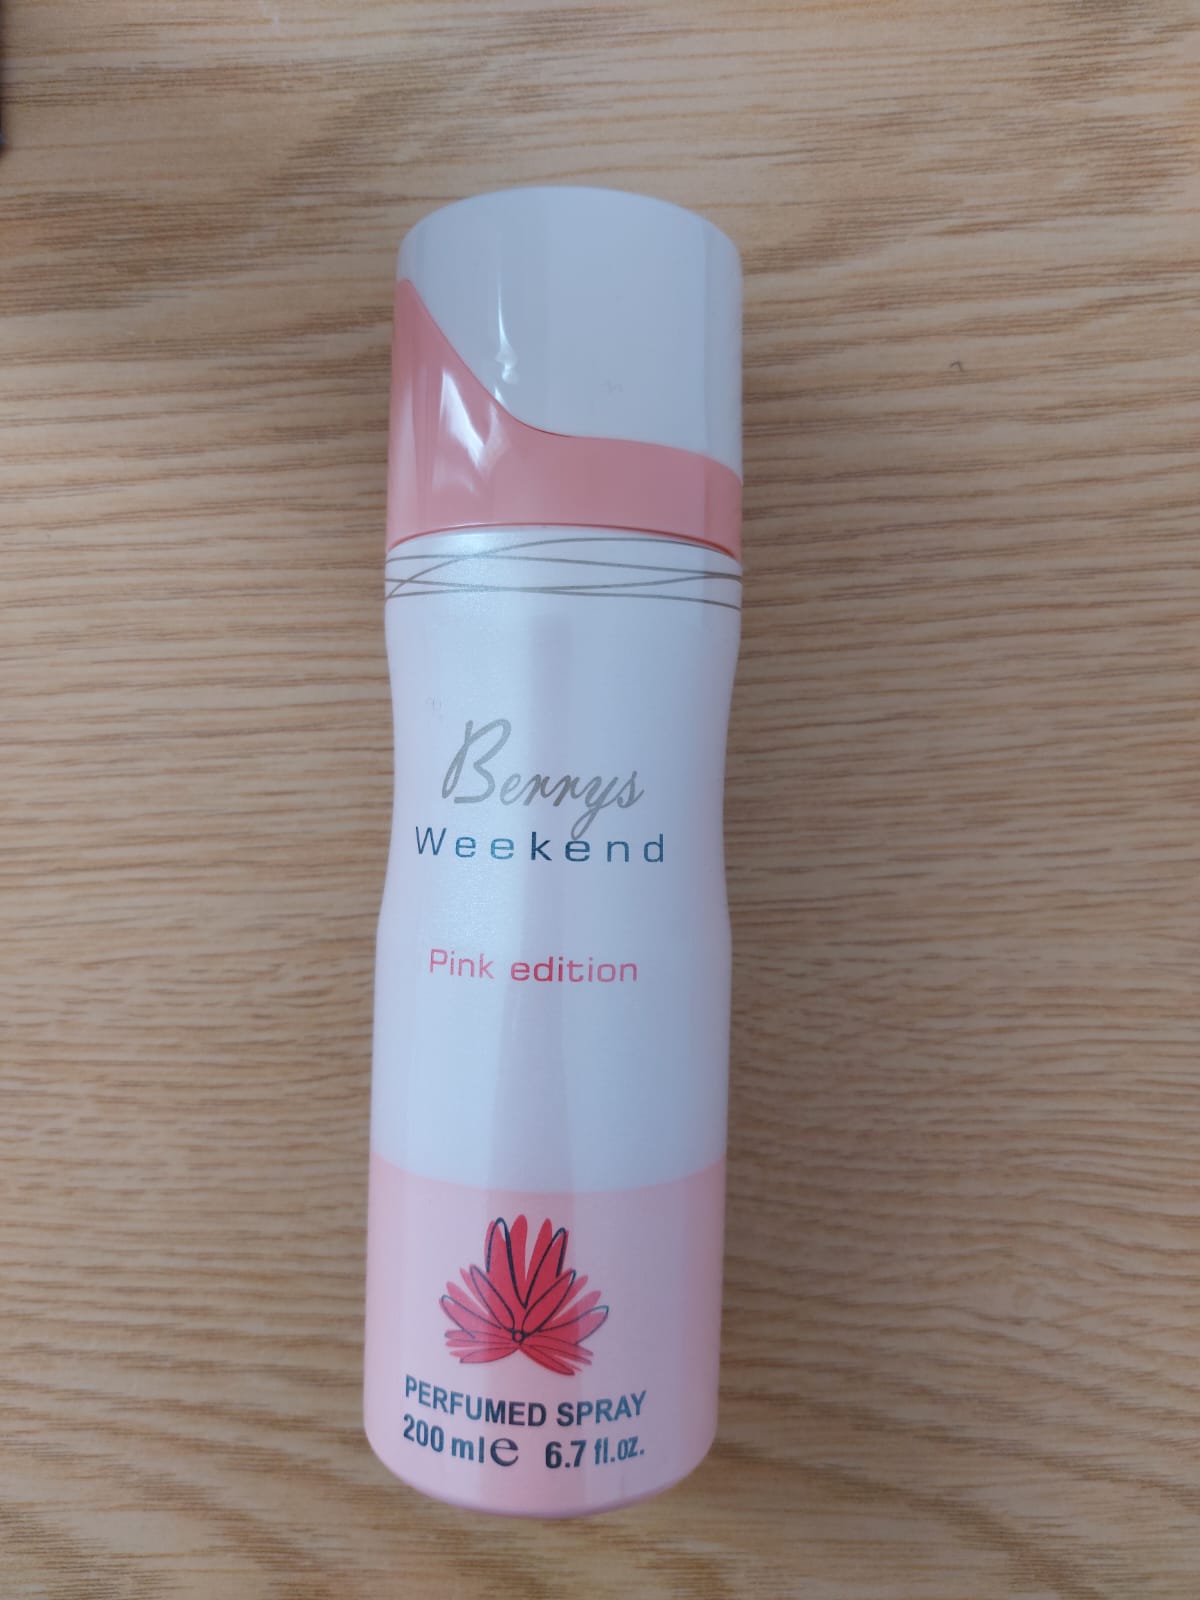 Berrys
Weekend
Pink edition
PERFUMED SPRAY
200 ml e 6.7 fl.oz.